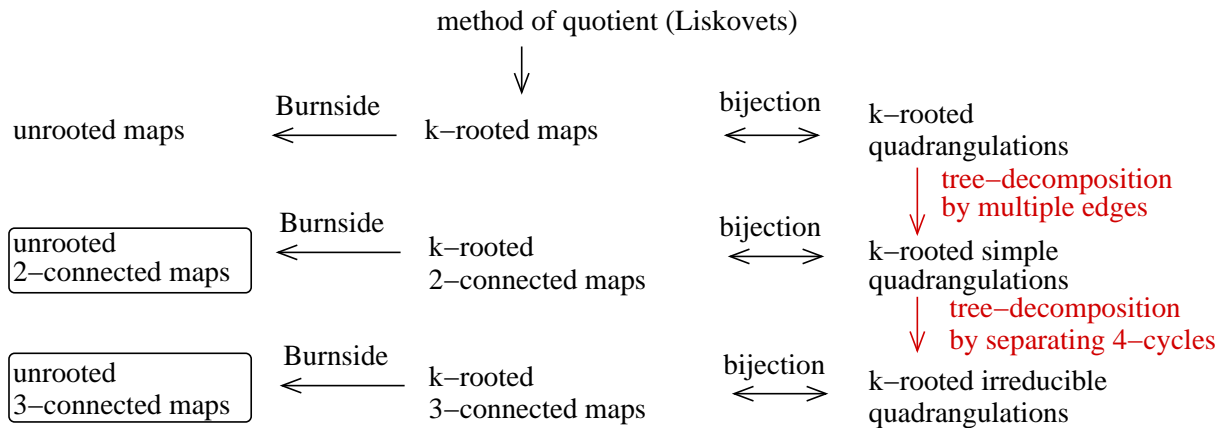 method of quotient (Liskovets)
Burnside
bijection
unrooted maps
k−rooted maps
k−rooted
quadrangulations
tree−decomposition
by multiple edges
Burnside
bijection
unrooted
2−connected maps
k−rooted
2−connected maps
k−rooted simple
quadrangulations
tree−decomposition
by separating 4−cycles
Burnside
bijection
unrooted
3−connected maps
k−rooted
3−connected maps
k−rooted irreducible
quadrangulations